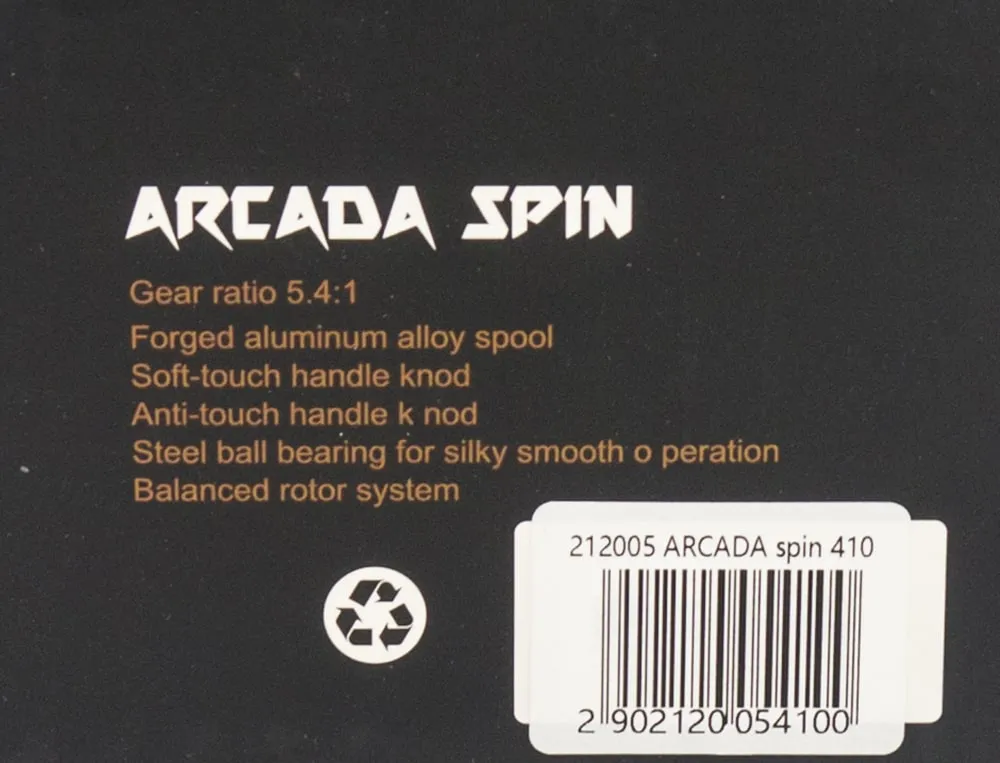 ARCADA SPIN
Gear ratio 5.4:1
Forged aluminum alloy spool
Soft-touch handle knod
Anti-touch handle k nod
Steel ball bearing for silky smooth o peration
Balanced rotor system
212005 ARCADA spin 410
2 902120 054100